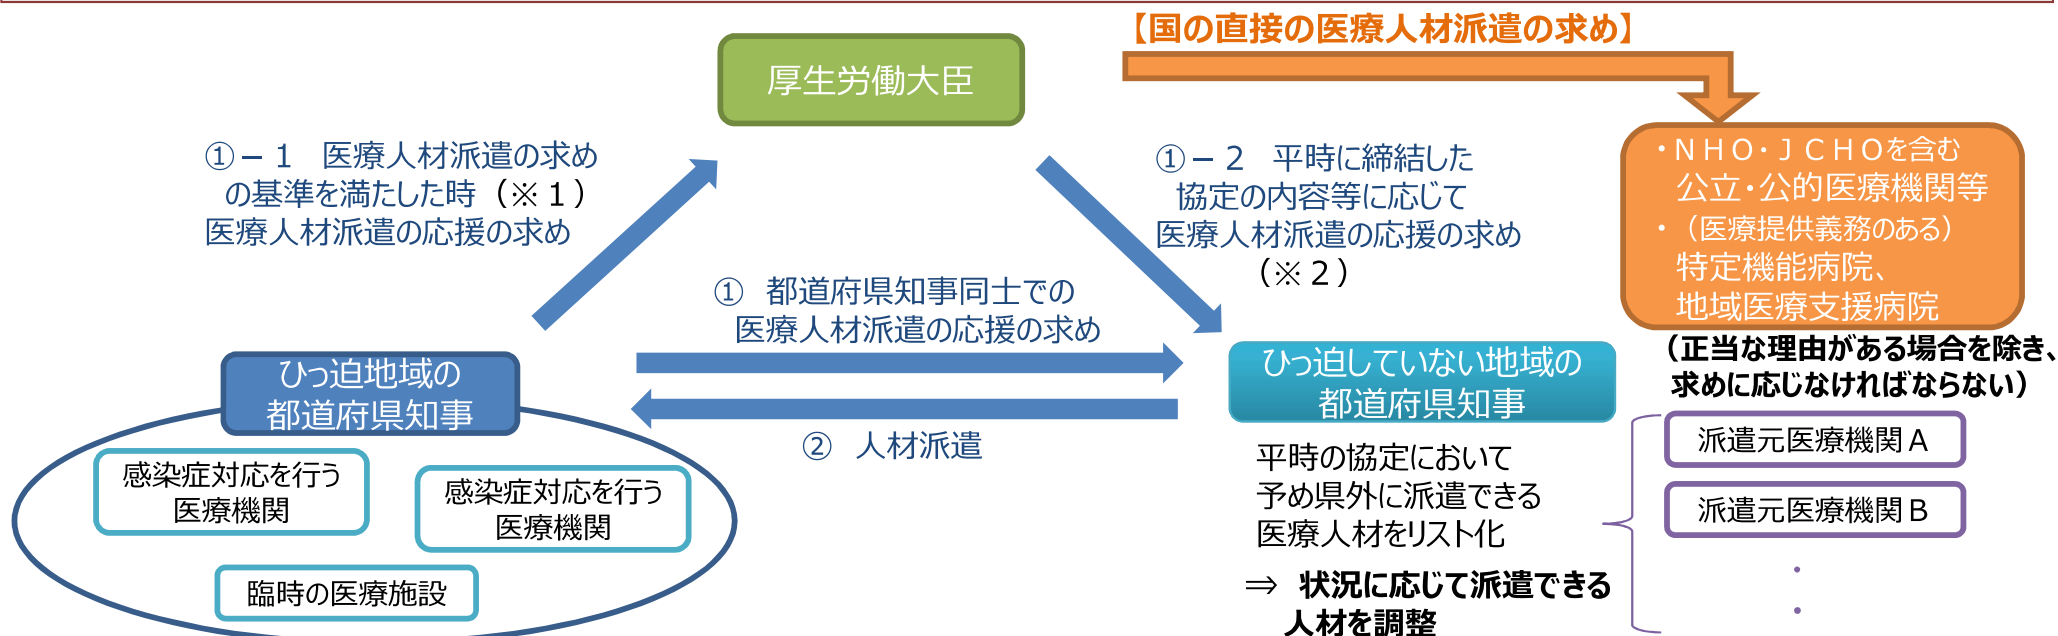 【国の直接の医療人材派遣の求め】
厚生労働大臣
①－１　医療人材派遣の求め
の基準を満たした時（※１）
医療人材派遣の応援の求め
①－２　平時に締結した
協定の内容等に応じて
医療人材派遣の応援の求め
（※２）
・ＮＨＯ・ＪＣＨＯを含む
公立・公的医療機関等
・（医療提供義務のある）
特定機能病院、
地域医療支援病院
（正当な理由がある場合を除き、
求めに応じなければならない）
①　都道府県知事同士での
医療人材派遣の応援の求め
②　人材派遣
ひっ迫地域の
都道府県知事
感染症対応を行う
医療機関
感染症対応を行う
医療機関
臨時の医療施設
ひっ迫していない地域の
都道府県知事
平時の協定において
予め県外に派遣できる
医療人材をリスト化
⇒　状況に応じて派遣できる
人材を調整
派遣元医療機関Ａ
派遣元医療機関Ｂ
・
・